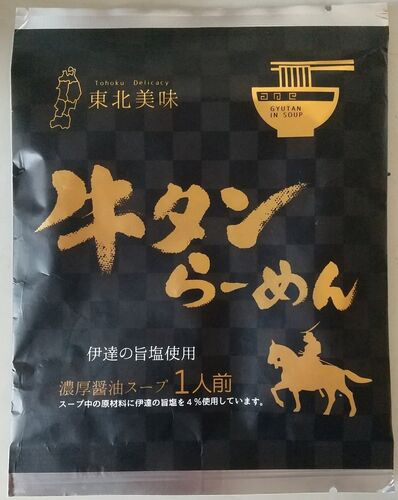 Tohoku Delicacy
東北美味
GYUTAN
IN SOUP
牛タン
らーめん
伊達の旨塩使用
濃厚醤油スープ 1人前
スープ中の原材料に伊達の旨塩を4%使用しています。